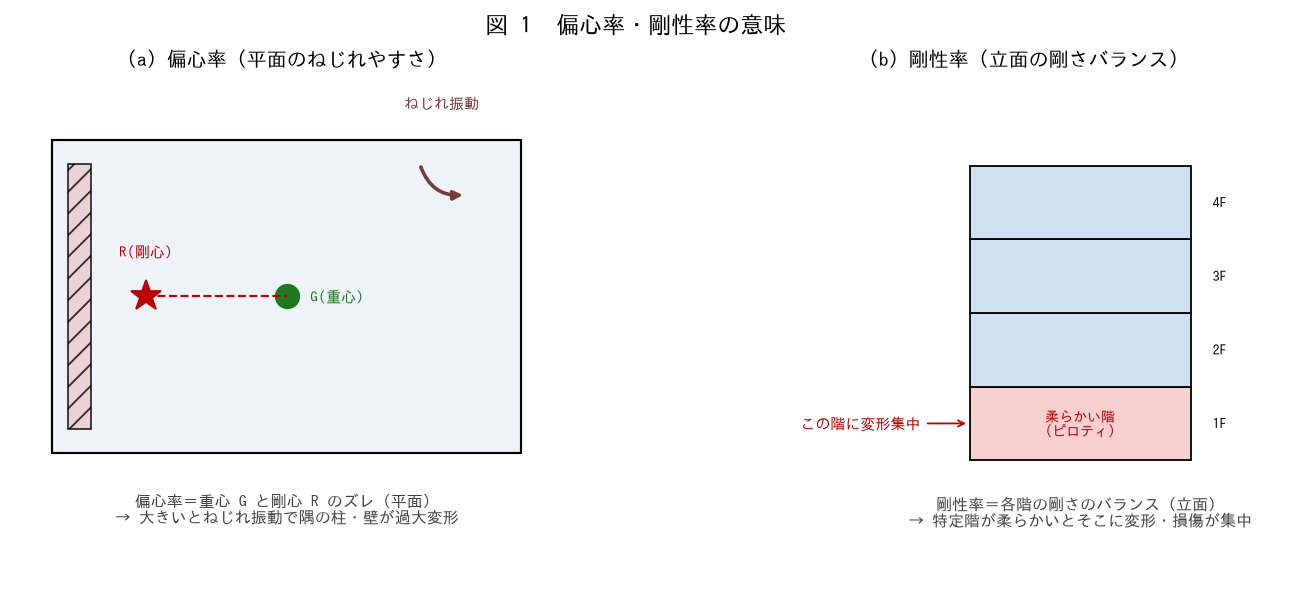 図 1　偏心率・剛性率の意味
(a) 偏心率（平面のねじれやすさ）
ねじれ振動
R(剛心)
G(重心)
偏心率＝重心 G と剛心 R のズレ（平面）
→ 大きいとねじれ振動で隅の柱・壁が過大変形
(b) 剛性率（立面の剛さバランス）
4F
3F
2F
この階に変形集中
柔らかい階
(ピロティ)
1F
剛性率＝各階の剛さのバランス（立面）
→ 特定階が柔らかいとそこに変形・損傷が集中